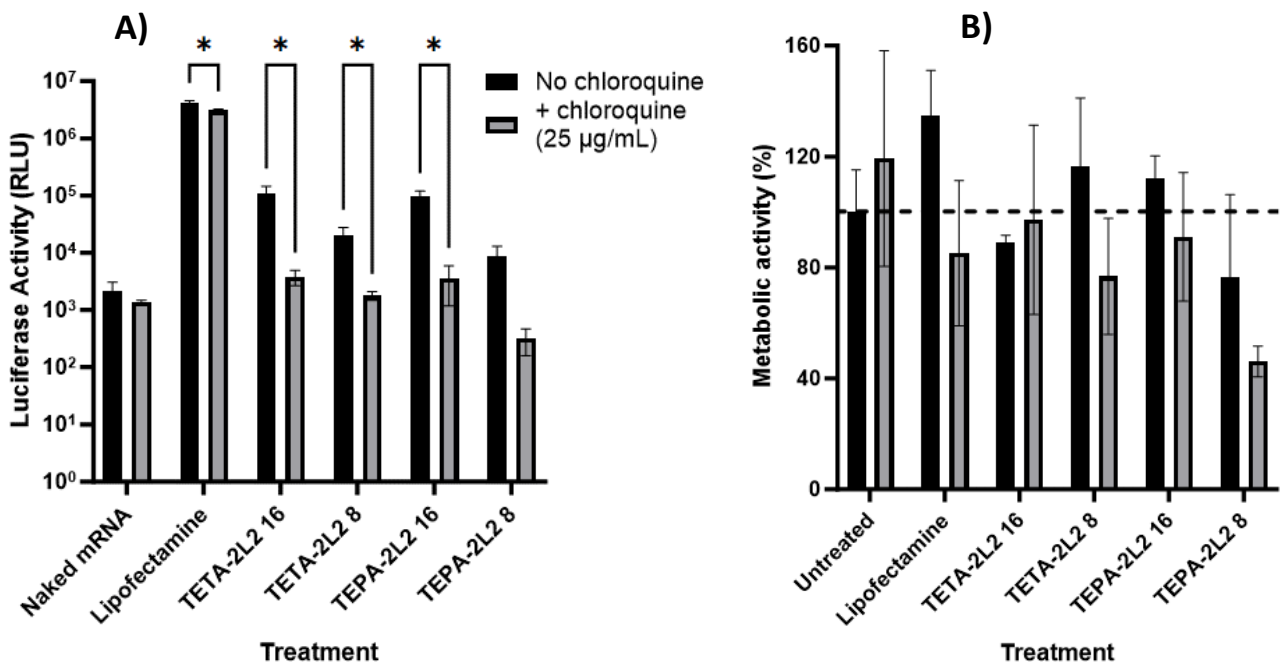 A)
* * * *
10⁷
10⁶
10⁵
10⁴
10³
10²
10¹
10⁰
Luciferase Activity (RLU)
No chloroquine
+ chloroquine
(25 µg/mL)
Naked mRNA
Lipofectamine
TETA-2L2 16
TETA-2L2 8
TEPA-2L2 16
TEPA-2L2 8
Treatment
B)
160
120
80
40
0
Metabolic activity (%)
Untreated
Lipofectamine
TETA-2L2 16
TETA-2L2 8
TEPA-2L2 16
TEPA-2L2 8
Treatment